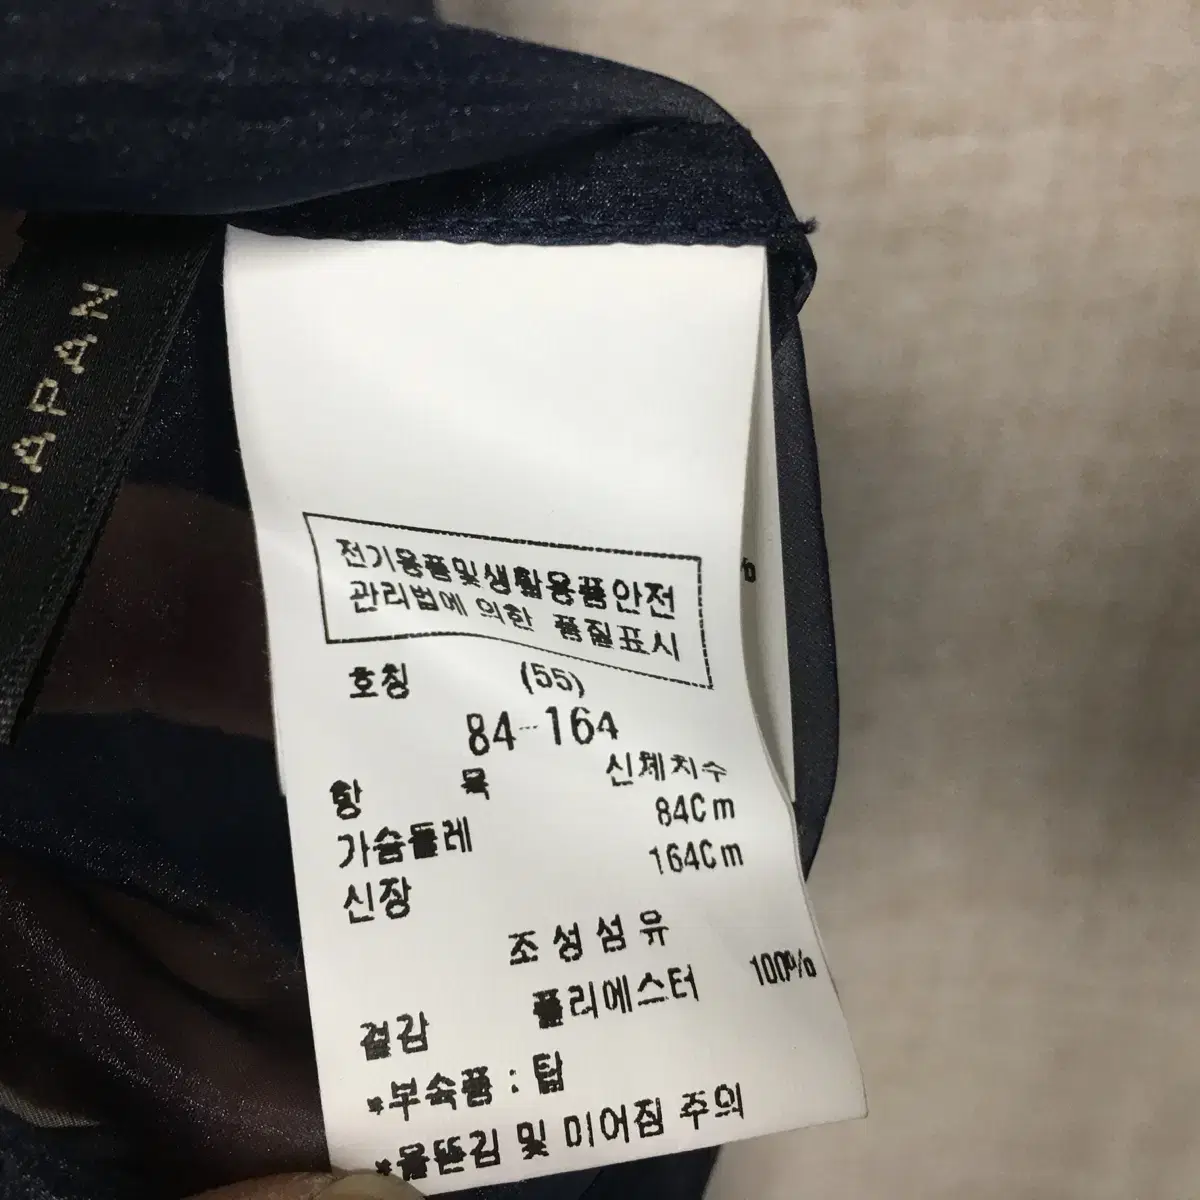 JAPAN
전기용품및생활용품안전
관리법에 의한 품질표시
호칭 (55)
84-164
항 목 신체치수
가슴둘레 84Cm
신장 164Cm
조성섬유
겉감 폴리에스터 100%
*부속품 : 탑
*올뜯김 및 미어짐 주의
%